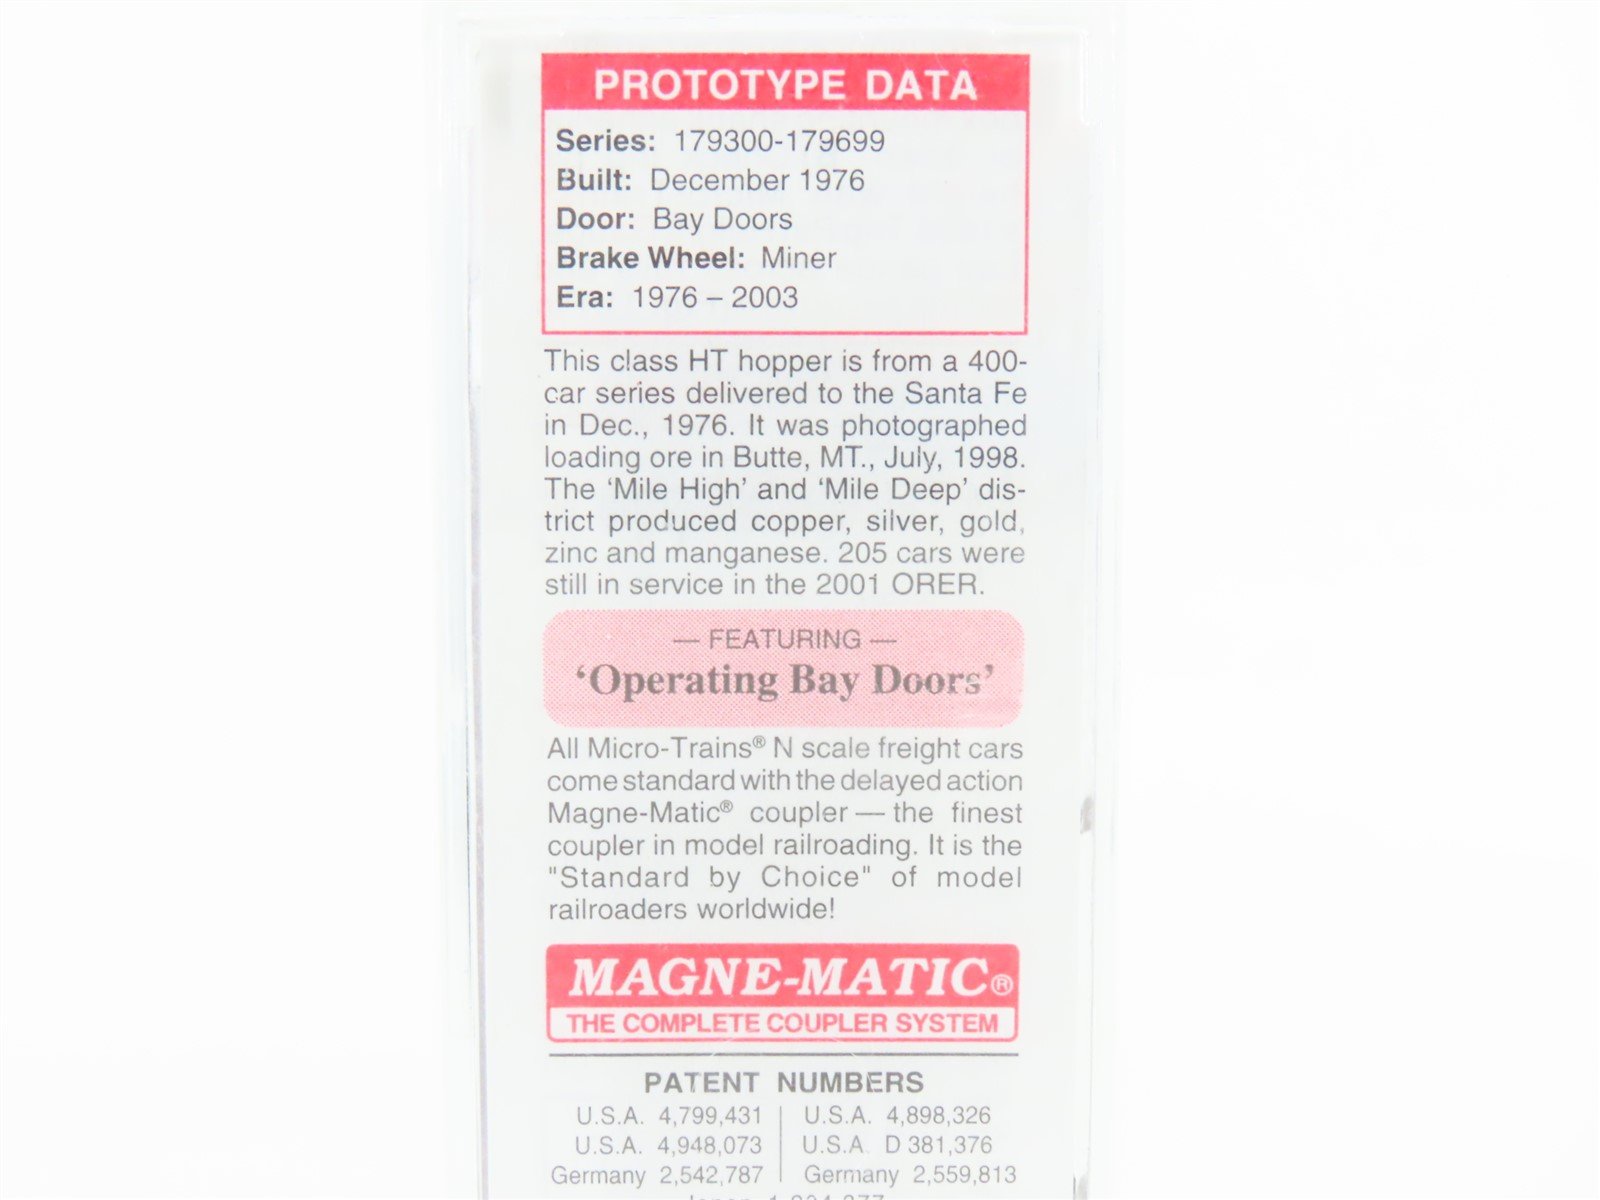 PROTOTYPE DATA
Series: 179300-179699
Built: December 1976
Door: Bay Doors
Brake Wheel: Miner
Era: 1976 – 2003
This class HT hopper is from a 400-
car series delivered to the Santa Fe
in Dec., 1976. It was photographed
loading ore in Butte, MT., July, 1998.
The ‘Mile High’ and ‘Mile Deep’ dis-
trict produced copper, silver, gold,
zinc and manganese. 205 cars were
still in service in the 2001 ORER.
— FEATURING —
‘Operating Bay Doors’
All Micro-Trains® N scale freight cars
come standard with the delayed action
Magne-Matic® coupler — the finest
coupler in model railroading. It is the
"Standard by Choice" of model
railroaders worldwide!
MAGNE-MATIC®
THE COMPLETE COUPLER SYSTEM
PATENT NUMBERS
U.S.A. 4,799,431 | U.S.A. 4,898,326
U.S.A. 4,948,073 | U.S.A. D 381,376
Germany 2,542,787 | Germany 2,559,813